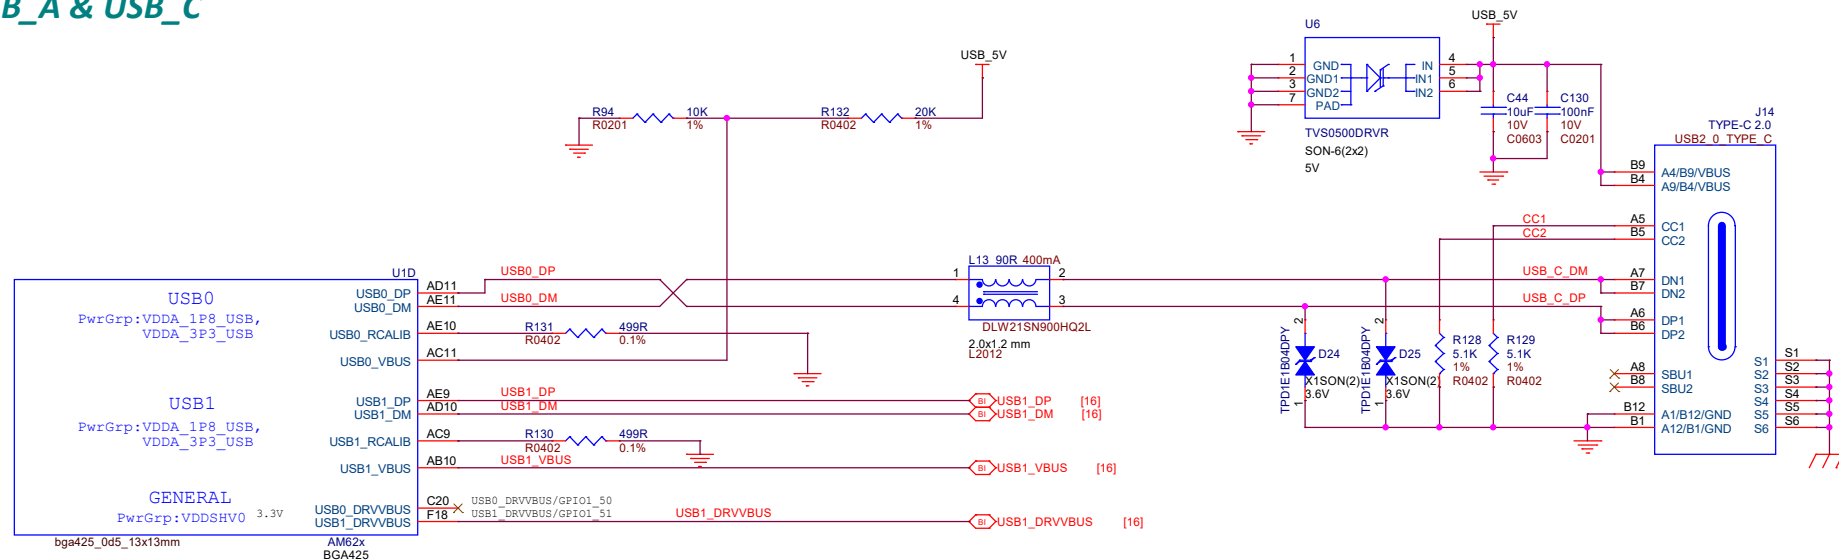 B_A & USB_C
USB_5V
U6
USB_5V
1 GND IN 4
2 GND1 IN1 5
3 GND2 IN2 6
7 PAD
TVS0500DRVR
SON-6(2x2)
5V
C44
10uF
10V
C0603
C130
100nF
10V
C0201
R94 10K
R0201 1%
R132 20K
R0402 1%
J14
TYPE-C 2.0
USB2_0_TYPE_C
B9 A4/B9/VBUS
B4 A9/B4/VBUS
CC1 A5 CC1
CC2 B5 CC2
USB_C_DM A7 DN1
B7 DN2
USB_C_DP A6 DP1
B6 DP2
A8 SBU1
B8 SBU2
B12 A1/B12/GND
B1 A12/B1/GND
S1 S1
S2 S2
S3 S3
S4 S4
S5 S5
S6 S6
L13 90R 400mA
1 2
4 3
DLW21SN900HQ2L
2.0x1.2 mm
L2012
2
TPD1E1B04DPY
D24
X1SON(2)
3.6V
1
2
TPD1E1B04DPY
D25
X1SON(2)
3.6V
1
R128
5.1K
1%
R0402
R129
5.1K
1%
R0402
U1D
USB0
PwrGrp:VDDA_1P8_USB,
VDDA_3P3_USB
USB0_DP AD11 USB0_DP
USB0_DM AE11 USB0_DM
USB0_RCALIB AE10 R131 499R
R0402 0.1%
USB0_VBUS AC11
USB1
PwrGrp:VDDA_1P8_USB,
VDDA_3P3_USB
USB1_DP AE9 USB1_DP BI USB1_DP [16]
USB1_DM AD10 USB1_DM BI USB1_DM [16]
USB1_RCALIB AC9 R130 499R
R0402 0.1%
USB1_VBUS AB10 USB1_VBUS BI USB1_VBUS [16]
GENERAL
PwrGrp:VDDSHV0 3.3V
USB0_DRVVBUS C20 USB0_DRVVBUS/GPIO1_50
USB1_DRVVBUS F18 USB1_DRVVBUS/GPIO1_51 USB1_DRVVBUS BI USB1_DRVVBUS [16]
bga425_0d5_13x13mm
AM62x
BGA425